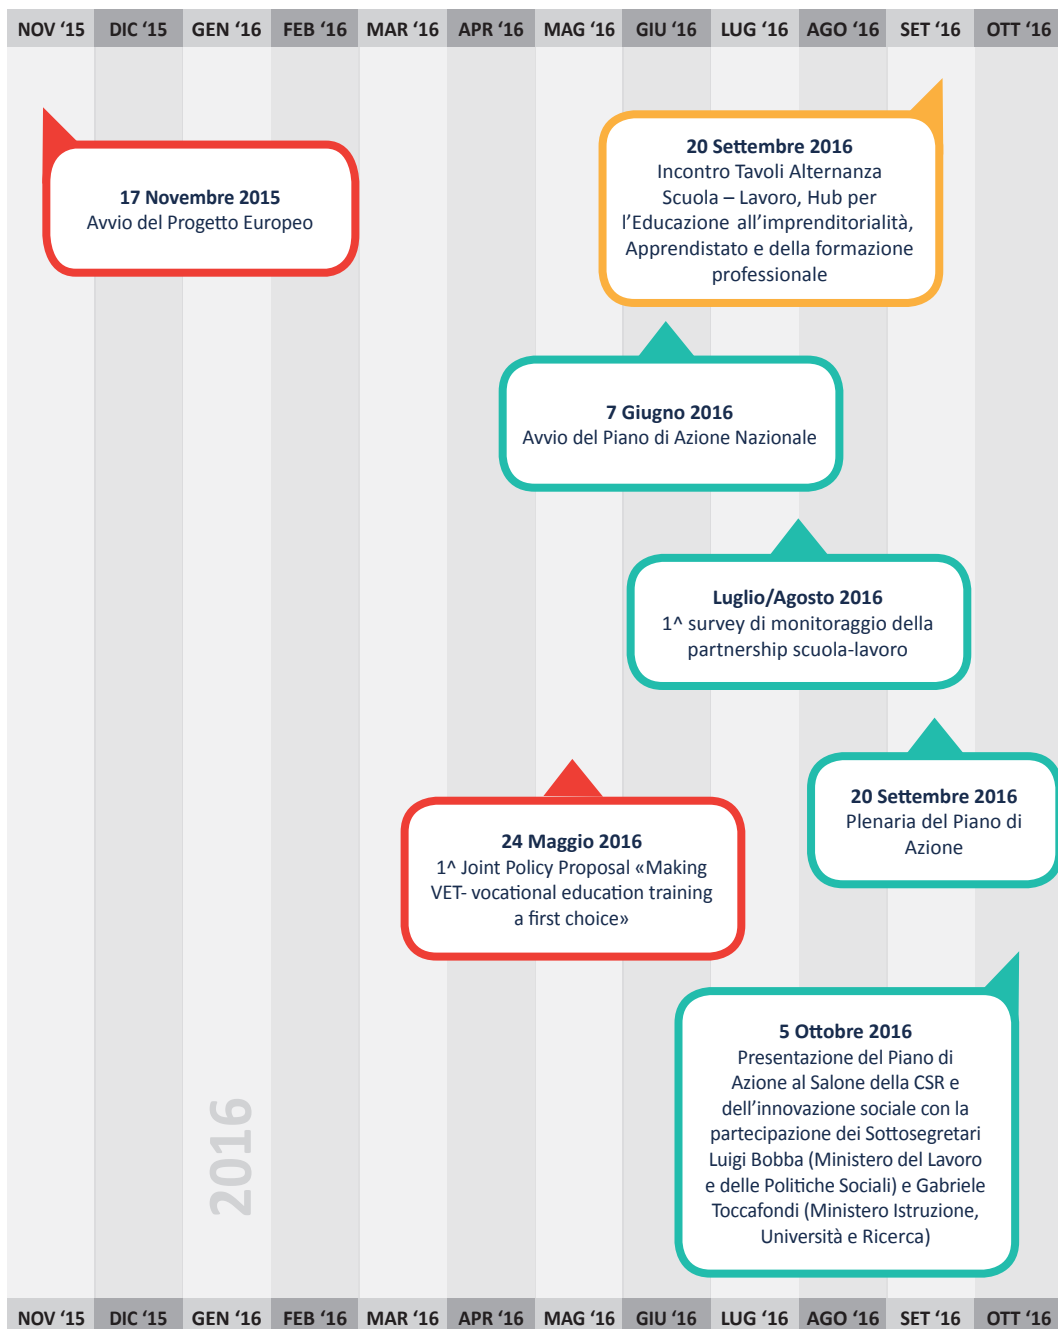 NOV ‘15 DIC ‘15 GEN ‘16 FEB ‘16 MAR ‘16 APR ‘16 MAG ‘16 GIU ‘16 LUG ‘16 AGO ‘16 SET ‘16 OTT ‘16
17 Novembre 2015
Avvio del Progetto Europeo
20 Settembre 2016
Incontro Tavoli Alternanza
Scuola – Lavoro, Hub per
l’Educazione all’imprenditorialità,
Apprendistato e della formazione
professionale
7 Giugno 2016
Avvio del Piano di Azione Nazionale
Luglio/Agosto 2016
1^ survey di monitoraggio della
partnership scuola-lavoro
20 Settembre 2016
Plenaria del Piano di
Azione
24 Maggio 2016
1^ Joint Policy Proposal «Making
VET- vocational education training
a first choice»
5 Ottobre 2016
Presentazione del Piano di
Azione al Salone della CSR e
dell’innovazione sociale con la
partecipazione dei Sottosegretari
Luigi Bobba (Ministero del Lavoro
e delle Politiche Sociali) e Gabriele
Toccafondi (Ministero Istruzione,
Università e Ricerca)
2016
NOV ‘15 DIC ‘15 GEN ‘16 FEB ‘16 MAR ‘16 APR ‘16 MAG ‘16 GIU ‘16 LUG ‘16 AGO ‘16 SET ‘16 OTT ‘16